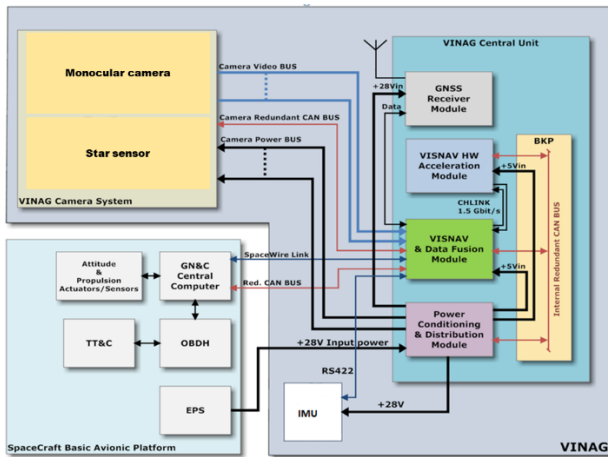 Monocular camera
Star sensor
VINAG Camera System
Camera Video BUS
Camera Redundant CAN BUS
Camera Power BUS
VINAG Central Unit
+28Vin
Data
GNSS
Receiver
Module
BKP
VISNAV HW
Acceleration
Module
+5Vin
CHLINK
1.5 Gbit/s
VISNAV
& Data Fusion
Module
+5Vin
Internal Redundant CAN BUS
Power
Conditioning
& Distribution
Module
Attitude
&
Propulsion
Actuators/Sensors
GN&C
Central
Computer
SpaceWire Link
Red. CAN BUS
TT&C
OBDH
+28V Input power
EPS
RS422
+28V
IMU
SpaceCraft Basic Avionic Platform
VINAG